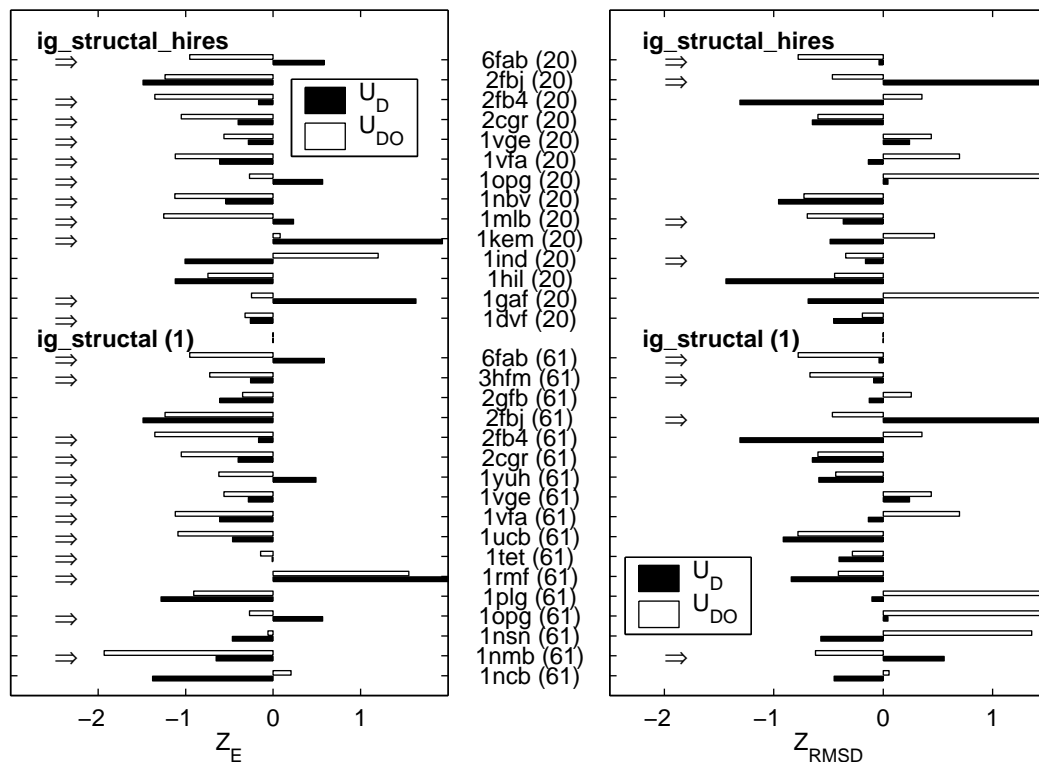 ig_structal_hires
ig_structal_hires
6fab (20)
2fbj (20)
2fb4 (20)
2cgr (20)
1vge (20)
1vfa (20)
1opg (20)
1nbv (20)
1mlb (20)
1kem (20)
1ind (20)
1hil (20)
1gaf (20)
1dvf (20)
U_D
U_DO
ig_structal (1)
ig_structal (1)
6fab (61)
3hfm (61)
2gfb (61)
2fbj (61)
2fb4 (61)
2cgr (61)
1yuh (61)
1vge (61)
1vfa (61)
1ucb (61)
1tet (61)
1rmf (61)
1plg (61)
1opg (61)
1nsn (61)
1nmb (61)
1ncb (61)
U_D
U_DO
−2 −1 0 1
Z_E
−2 −1 0 1
Z_RMSD